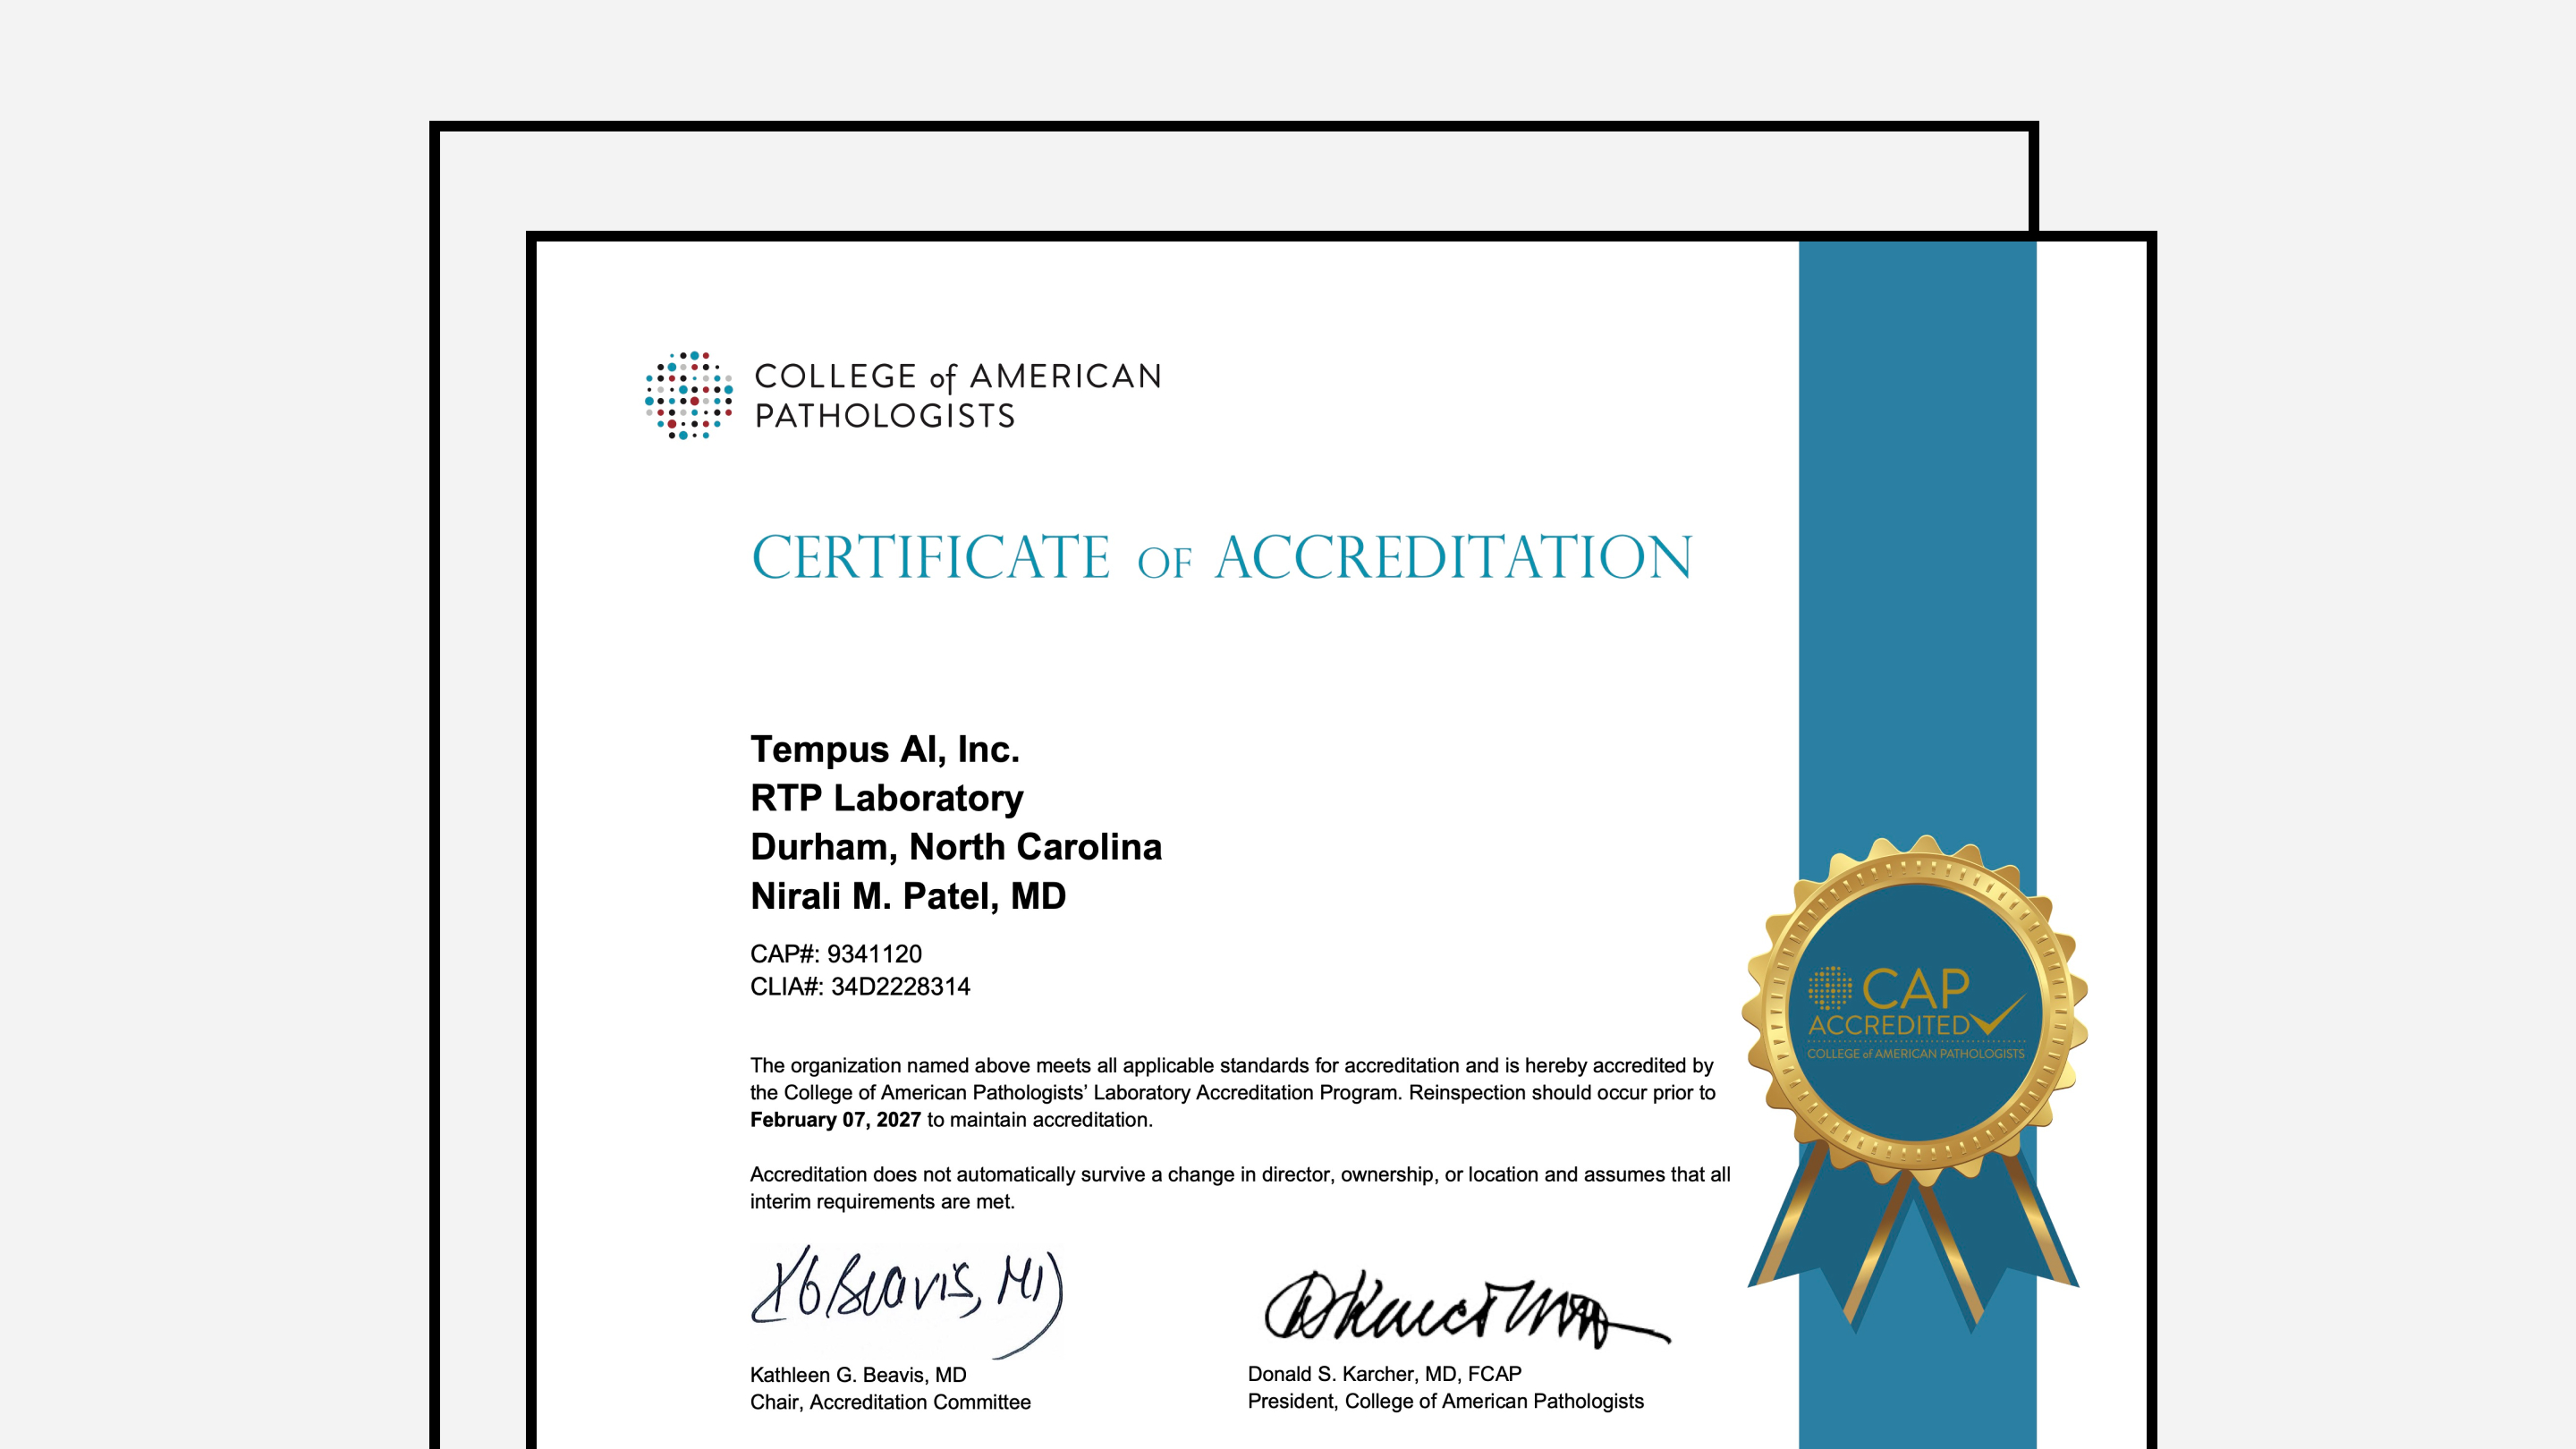 COLLEGE of AMERICAN
PATHOLOGISTS
CERTIFICATE OF ACCREDITATION
Tempus AI, Inc.
RTP Laboratory
Durham, North Carolina
Nirali M. Patel, MD
CAP#: 9341120
CLIA#: 34D2228314
The organization named above meets all applicable standards for accreditation and is hereby accredited by
the College of American Pathologists’ Laboratory Accreditation Program. Reinspection should occur prior to
February 07, 2027 to maintain accreditation.
Accreditation does not automatically survive a change in director, ownership, or location and assumes that all
interim requirements are met.
CAP
ACCREDITED
COLLEGE of AMERICAN PATHOLOGISTS
KG Beavis, MD
Kathleen G. Beavis, MD
Chair, Accreditation Committee
Donald S. Karcher, MD, FCAP
President, College of American Pathologists